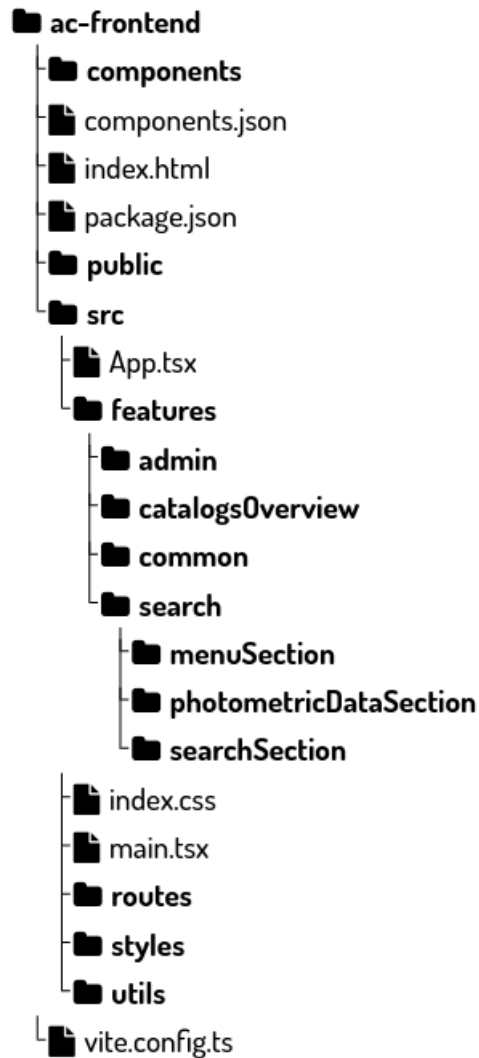 ac-frontend
components
components.json
index.html
package.json
public
src
App.tsx
features
admin
catalogsOverview
common
search
menuSection
photometricDataSection
searchSection
index.css
main.tsx
routes
styles
utils
vite.config.ts